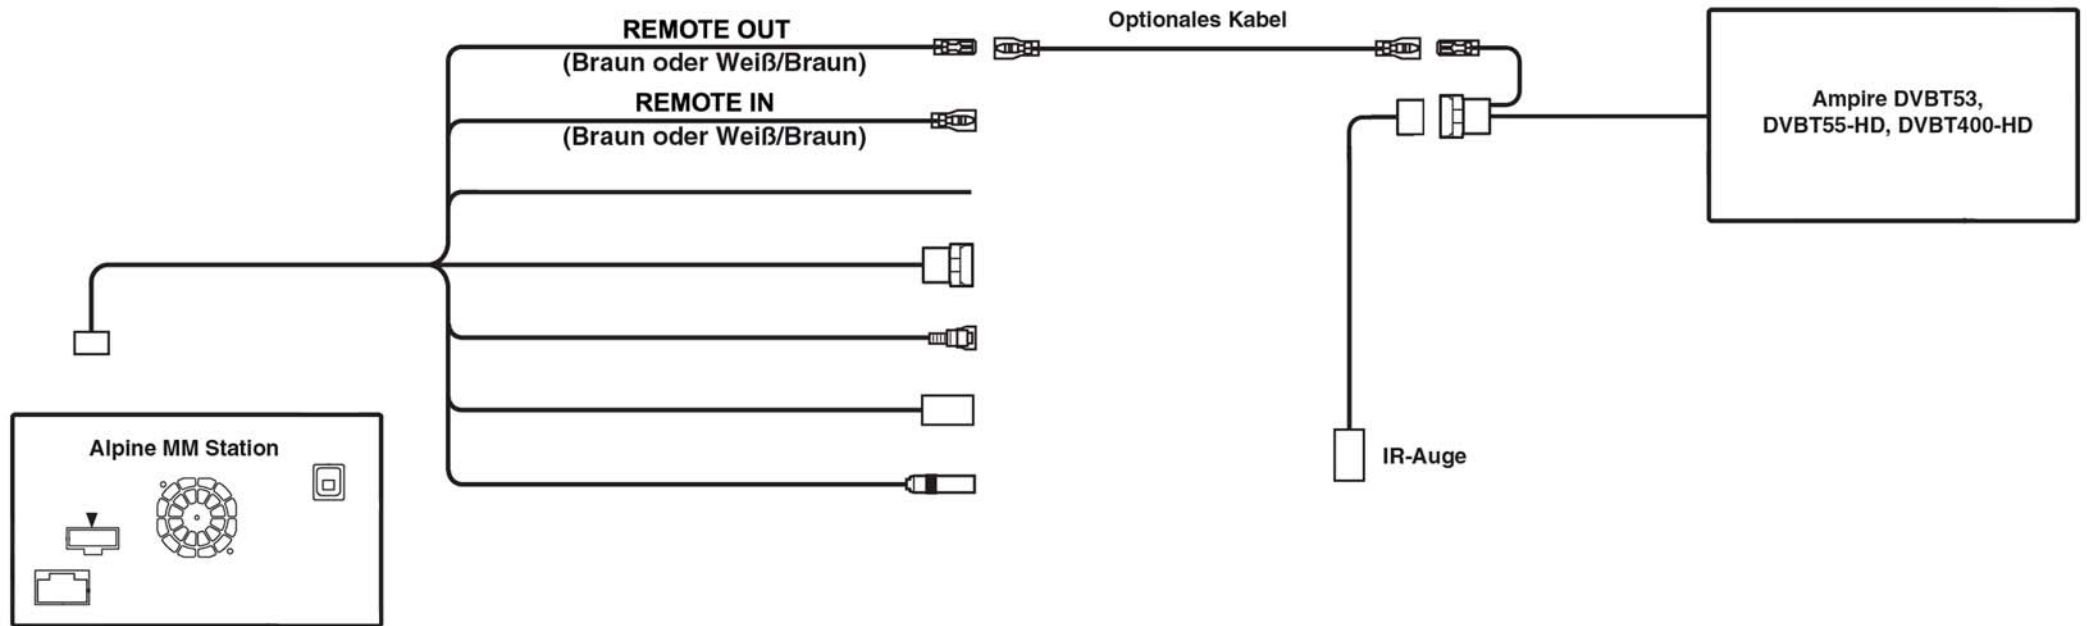 REMOTE OUT
(Braun oder Weiß/Braun)
Optionales Kabel
REMOTE IN
(Braun oder Weiß/Braun)
Ampire DVBT53,
DVBT55-HD, DVBT400-HD
Alpine MM Station
IR-Auge